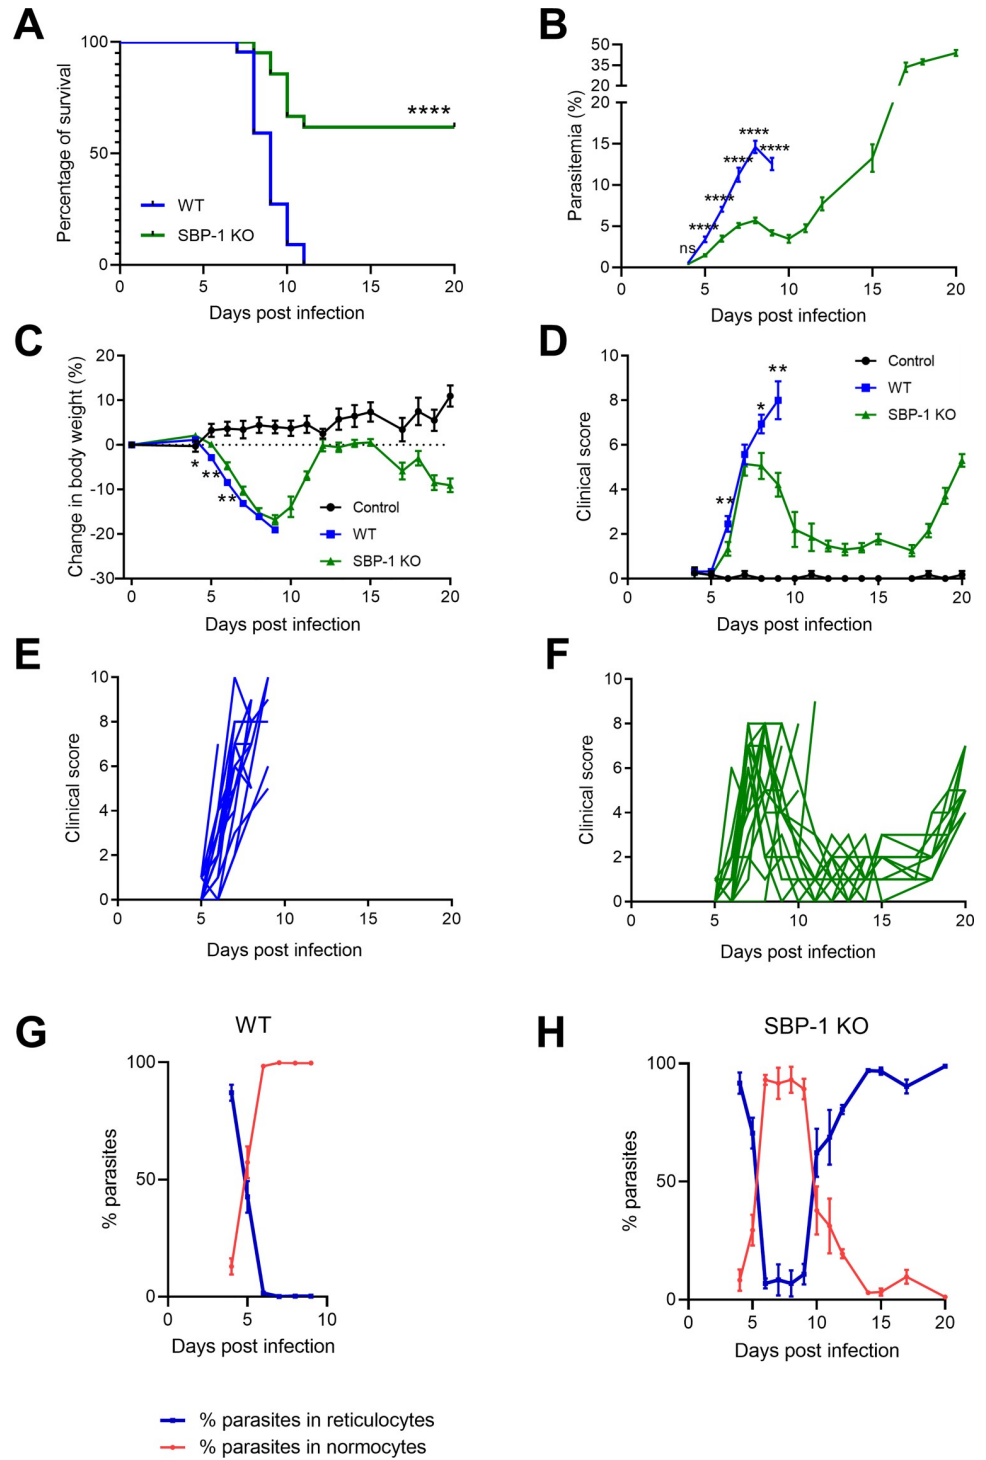 A
100
50
0
Percentage of survival
WT
SBP-1 KO
****
0 5 10 15 20
Days post infection
B
50
35
20
20
15
10
5
0
Parasitemia (%)
ns
****
****
****
****
****
0 5 10 15 20
Days post infection
C
20
10
0
-10
-20
-30
Change in body weight (%)
*
**
**
Control
WT
SBP-1 KO
0 5 10 15 20
Days post infection
D
10
8
6
4
2
0
Clinical score
**
*
**
Control
WT
SBP-1 KO
0 5 10 15 20
Days post infection
E
10
8
6
4
2
0
Clinical score
0 5 10 15 20
Days post infection
F
10
8
6
4
2
0
Clinical score
0 5 10 15 20
Days post infection
G
WT
100
50
0
% parasites
0 5 10
Days post infection
H
SBP-1 KO
100
50
0
% parasites
0 5 10 15 20
Days post infection
% parasites in reticulocytes
% parasites in normocytes